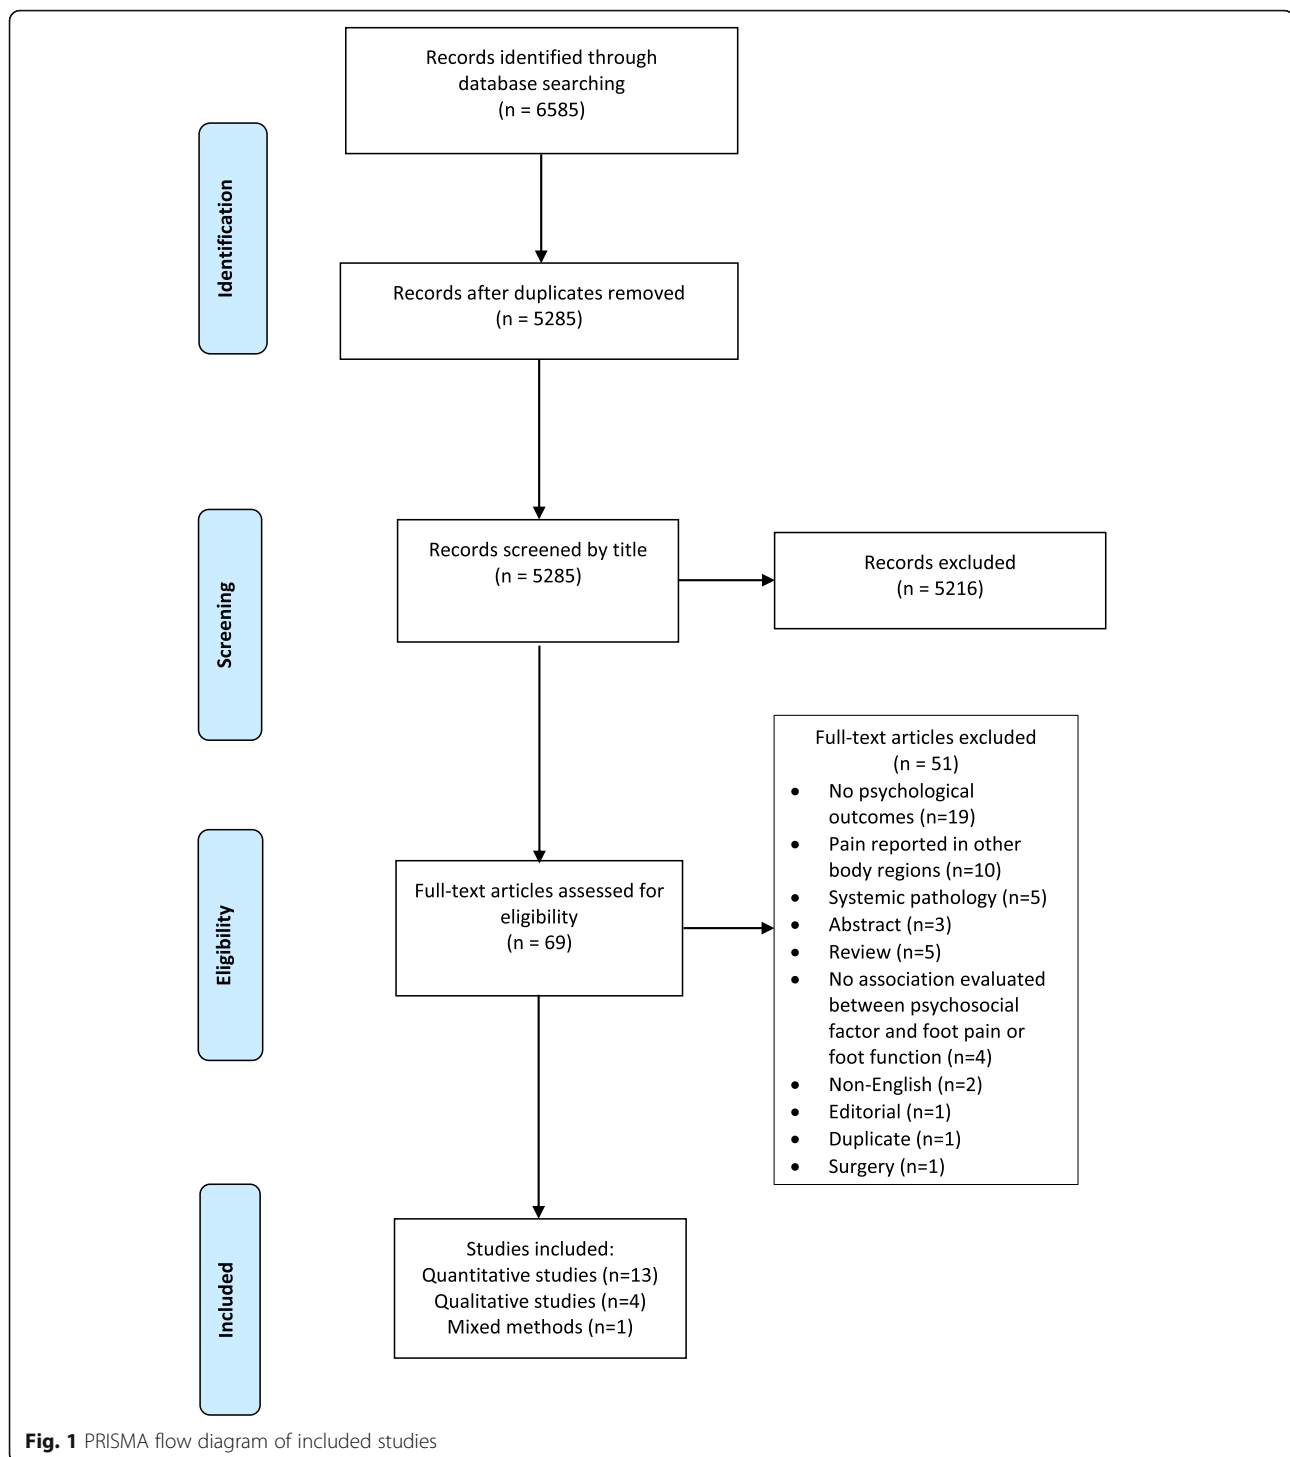 Records identified through
database searching
(n = 6585)
Identification
Records after duplicates removed
(n = 5285)
Screening
Records screened by title
(n = 5285)
Records excluded
(n = 5216)
Eligibility
Full-text articles assessed for
eligibility
(n = 69)
Full-text articles excluded
(n = 51)
• No psychological
outcomes (n=19)
• Pain reported in other
body regions (n=10)
• Systemic pathology (n=5)
• Abstract (n=3)
• Review (n=5)
• No association evaluated
between psychosocial
factor and foot pain or
foot function (n=4)
• Non-English (n=2)
• Editorial (n=1)
• Duplicate (n=1)
• Surgery (n=1)
Included
Studies included:
Quantitative studies (n=13)
Qualitative studies (n=4)
Mixed methods (n=1)
Fig. 1 PRISMA flow diagram of included studies